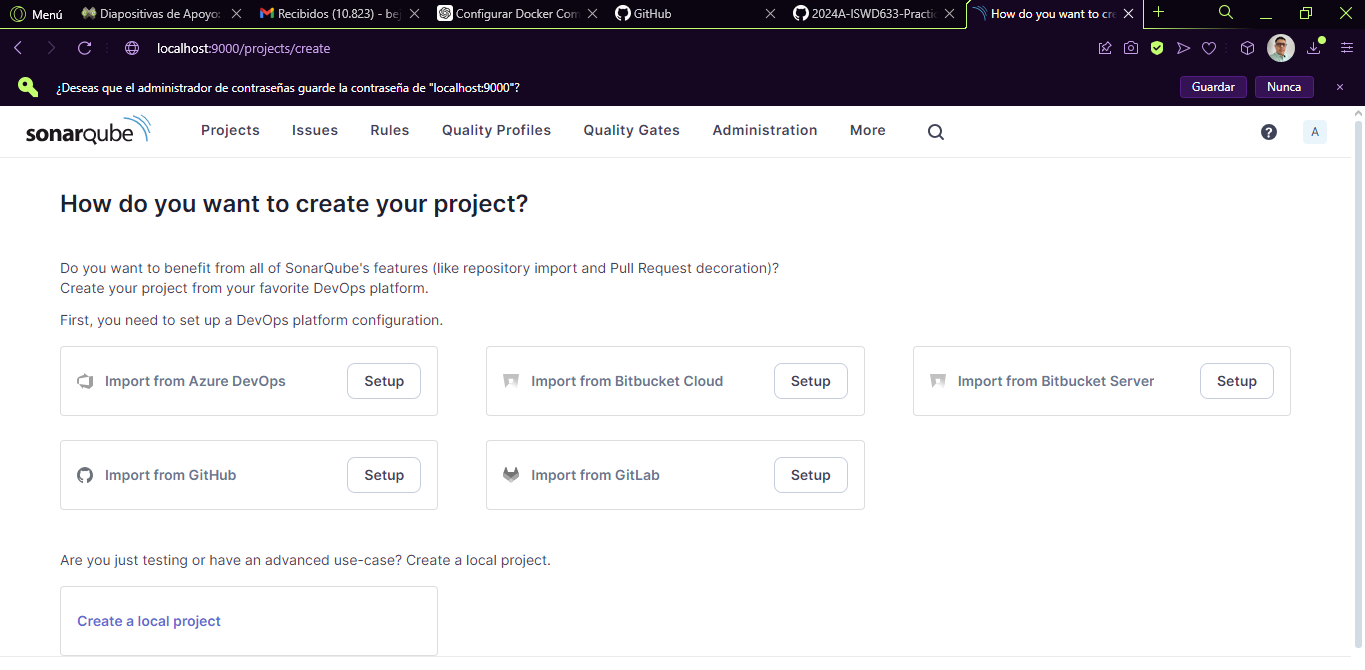 Menú
Diapositivas de Apoyo:
Recibidos (10.823) - be
Configurar Docker Com
GitHub
2024A-ISWD633-Practi
How do you want to cre
localhost:9000/projects/create
¿Deseas que el administrador de contraseñas guarde la contraseña de "localhost:9000"?
Guardar
Nunca
sonarqube
Projects
Issues
Rules
Quality Profiles
Quality Gates
Administration
More
?
A
How do you want to create your project?
Do you want to benefit from all of SonarQube's features (like repository import and Pull Request decoration)?
Create your project from your favorite DevOps platform.
First, you need to set up a DevOps platform configuration.
Import from Azure DevOps
Setup
Import from Bitbucket Cloud
Setup
Import from Bitbucket Server
Setup
Import from GitHub
Setup
Import from GitLab
Setup
Are you just testing or have an advanced use-case? Create a local project.
Create a local project